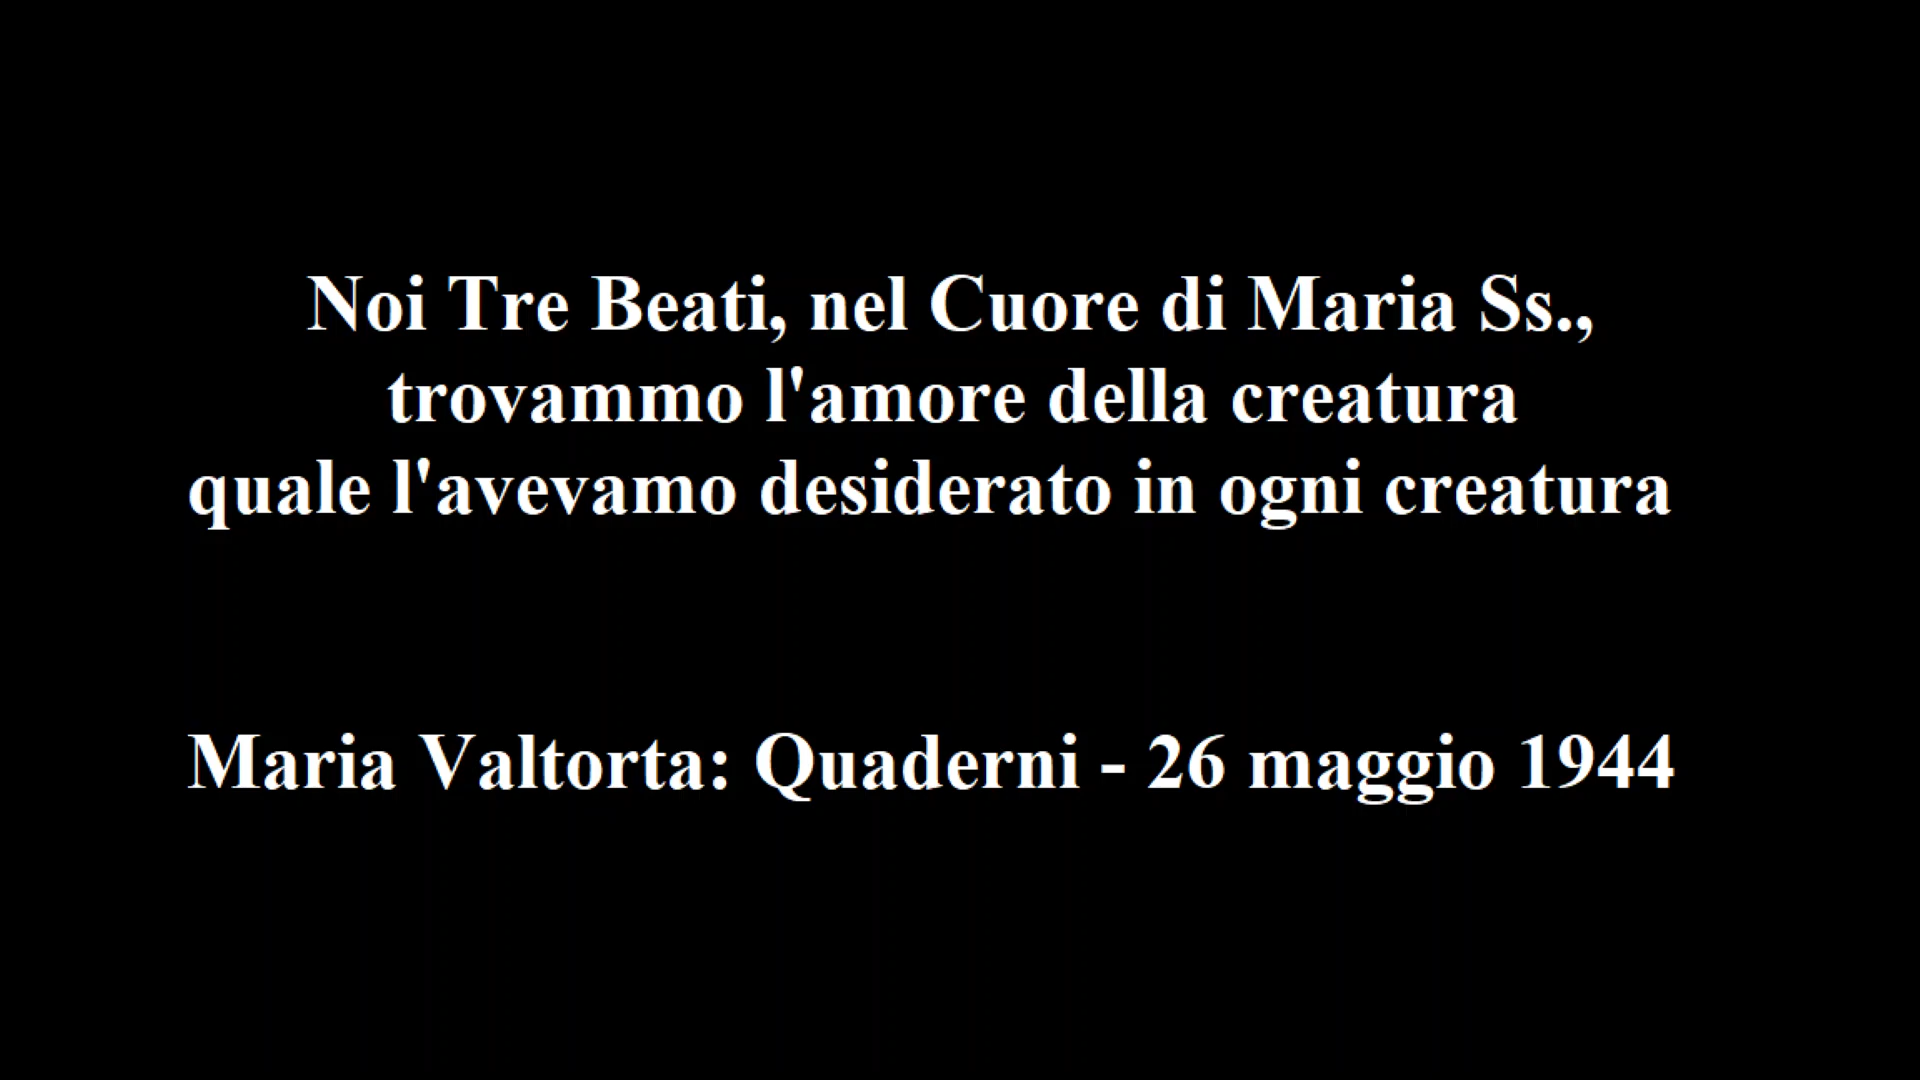 Noi Tre Beati, nel Cuore di Maria Ss.,
trovammo l'amore della creatura
quale l'avevamo desiderato in ogni creatura
Maria Valtorta: Quaderni - 26 maggio 1944